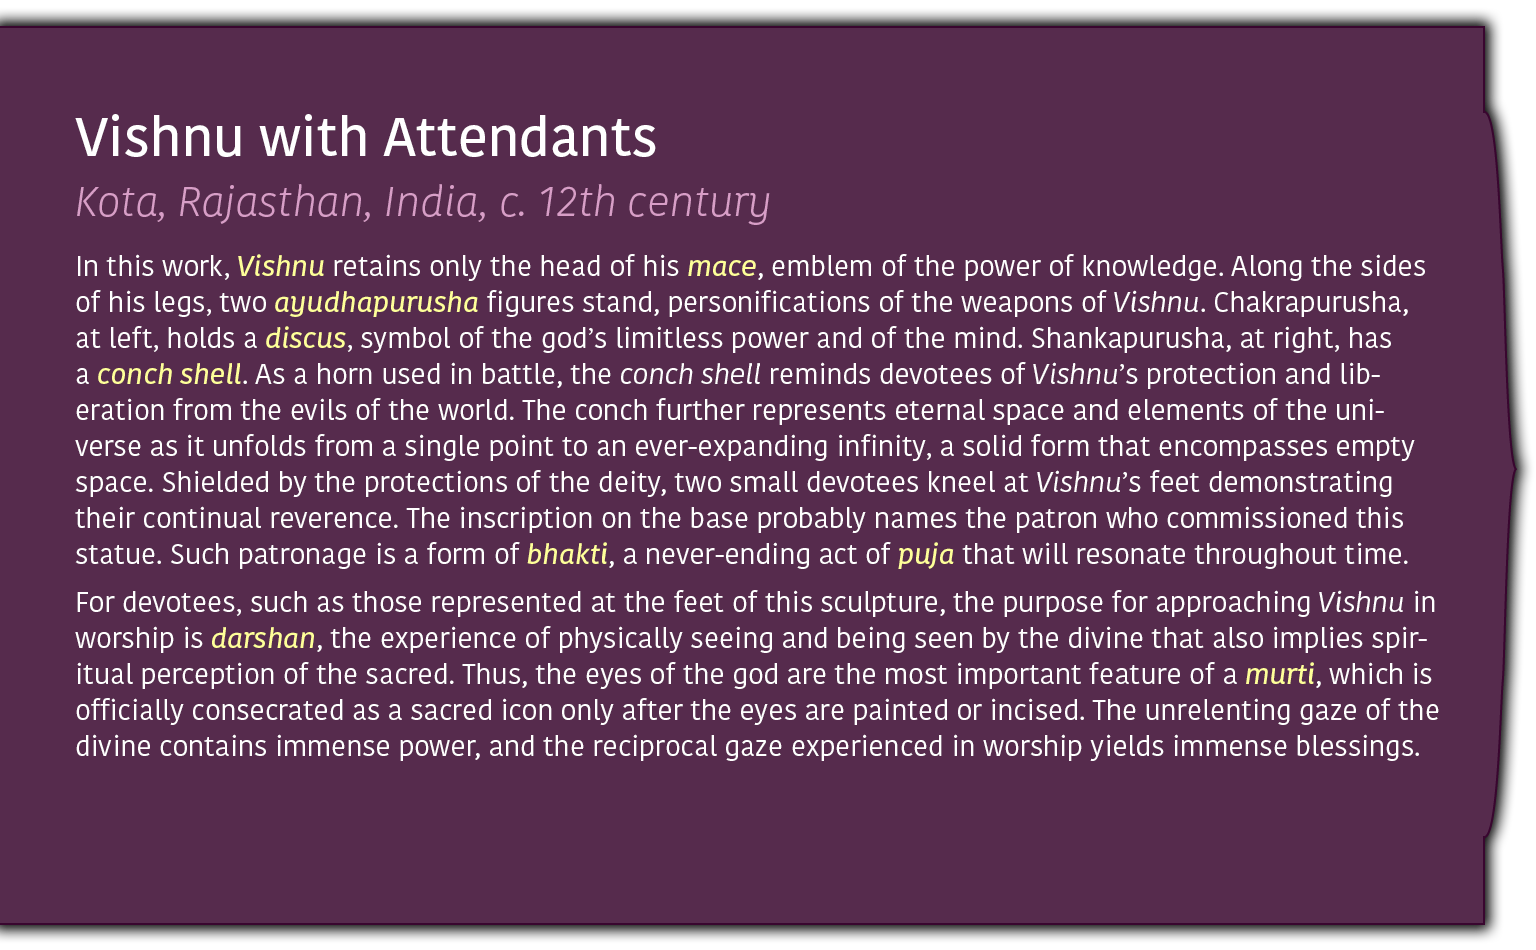 Vishnu with Attendants
Kota, Rajasthan, India, c. 12th century
In this work, Vishnu retains only the head of his mace, emblem of the power of knowledge. Along the sides
of his legs, two ayudhapurusha figures stand, personifications of the weapons of Vishnu. Chakrapurusha,
at left, holds a discus, symbol of the god’s limitless power and of the mind. Shankapurusha, at right, has
a conch shell. As a horn used in battle, the conch shell reminds devotees of Vishnu’s protection and lib-
eration from the evils of the world. The conch further represents eternal space and elements of the uni-
verse as it unfolds from a single point to an ever-expanding infinity, a solid form that encompasses empty
space. Shielded by the protections of the deity, two small devotees kneel at Vishnu’s feet demonstrating
their continual reverence. The inscription on the base probably names the patron who commissioned this
statue. Such patronage is a form of bhakti, a never-ending act of puja that will resonate throughout time.
For devotees, such as those represented at the feet of this sculpture, the purpose for approaching Vishnu in
worship is darshan, the experience of physically seeing and being seen by the divine that also implies spir-
itual perception of the sacred. Thus, the eyes of the god are the most important feature of a murti, which is
officially consecrated as a sacred icon only after the eyes are painted or incised. The unrelenting gaze of the
divine contains immense power, and the reciprocal gaze experienced in worship yields immense blessings.